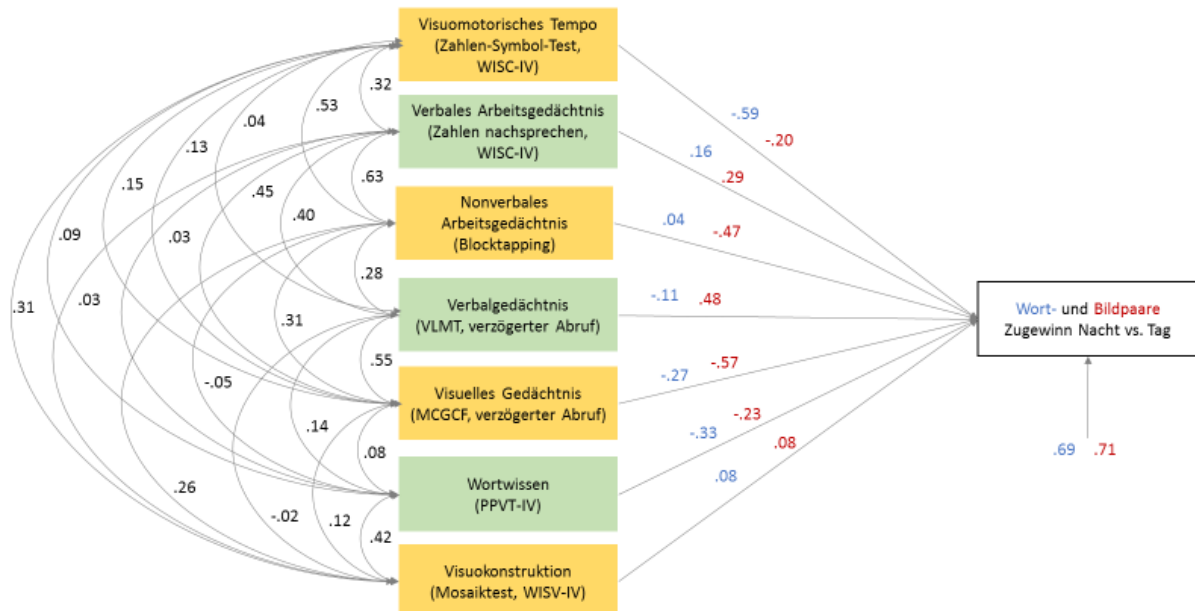 Visuomotorisches Tempo
(Zahlen-Symbol-Test,
WISC-IV)
.32
Verbales Arbeitsgedächtnis
(Zahlen nachsprechen,
WISC-IV)
.63
Nonverbales
Arbeitsgedächtnis
(Blocktapping)
.28
Verbalgedächtnis
(VLMT, verzögerter Abruf)
.55
Visuelles Gedächtnis
(MCGCF, verzögerter Abruf)
.08
Wortwissen
(PPVT-IV)
.42
Visuokonstruktion
(Mosaiktest, WISV-IV)
.53
.04
.13
.15
.09
.31
.45
.40
.03
.03
.31
-.05
.26
.14
-.02
.12
-.59
-.20
.16
.29
.04
-.47
-.11
.48
-.27
-.57
-.33
-.23
.08
.08
Wort- und Bildpaare
Zugewinn Nacht vs. Tag
.69 .71